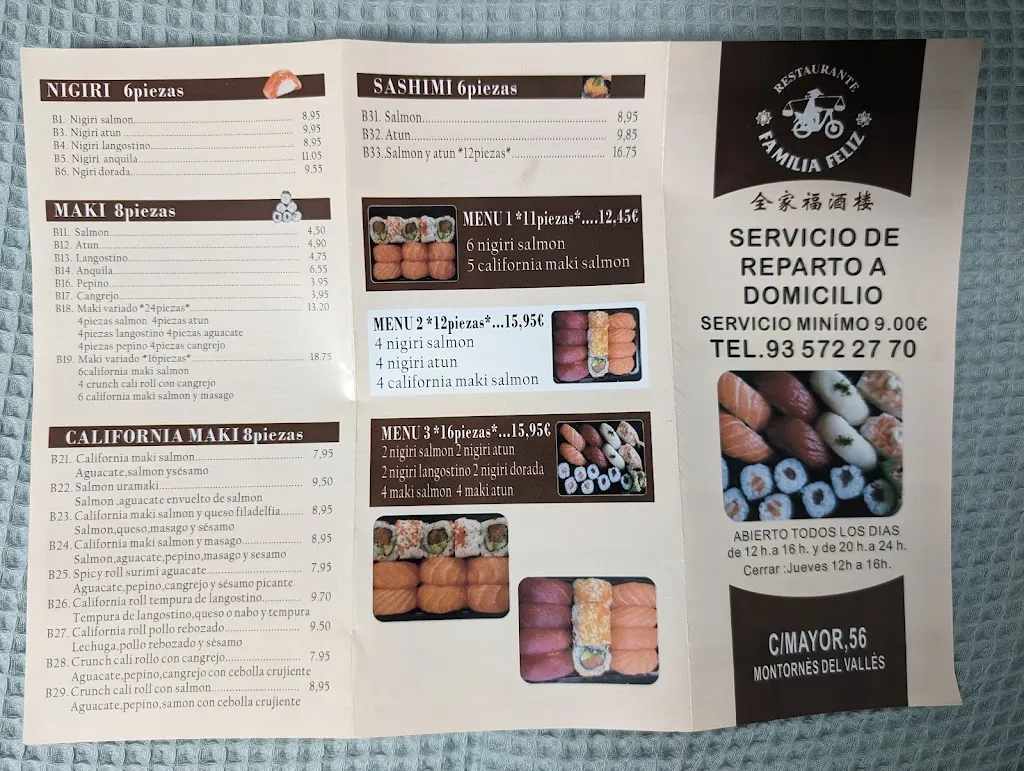 NIGIRI 6piezas
B1. Nigiri salmon 8,95
B3. Nigiri atun 9,95
B4. Nigiri langostino 8,95
B5. Nigiri anquila 11.05
B6. Ngiri dorada 9.55
MAKI 8piezas
B11. Salmon 4,50
B12. Atun 4,90
B13. Langostino 4,75
B14. Anquila 6.55
B16. Pepino 3.95
B17. Cangrejo 3,95
B18. Maki variado *24piezas* 13.20
4piezas salmon 4piezas atun
4piezas langostino 4piezas aguacate
4piezas pepino 4piezas cangrejo
B19. Maki variado *16piezas* 18.75
6california maki salmon
4 crunch cali roll con cangrejo
6 california maki salmon y masago
CALIFORNIA MAKI 8piezas
B21. California maki salmon 7,95
Aguacate,salmon ysésamo
B22. Salmon uramaki 9,50
Salmon ,aguacate envuelto de salmon
B23. California maki salmon y queso filadelfia 8,95
Salmon,queso,masago y sésamo
B24. California maki salmon y masago 8,95
Salmon,aguacate,pepino,masago y sesamo
B25. Spicy roll surimi aguacate 7,95
Aguacate,pepino,cangrejo y sésamo picante
B26. California roll tempura de langostino 9.70
Tempura de langostino,queso o nabo y tempura
B27. California roll pollo rebozado 9.50
Lechuga,pollo rebozado y sésamo
B28. Crunch cali rollo con cangrejo 7.95
Aguacate,pepino,cangrejo con cebolla crujiente
B29. Crunch cali roll con salmon 8,95
Aguacate,pepino,samon con cebolla crujiente
SASHIMI 6piezas
B31. Salmon 8,95
B32. Atun 9,85
B33. Salmon y atun *12piezas* 16.75
MENU 1 *11piezas*....12,45€
6 nigiri salmon
5 california maki salmon
MENU 2 *12piezas*...15,95€
4 nigiri salmon
4 nigiri atun
4 california maki salmon
MENU 3 *16piezas*...15,95€
2 nigiri salmon 2 nigiri atun
2 nigiri langostino 2 nigiri dorada
4 maki salmon 4 maki atun
RESTAURANTE
FAMILIA FELIZ
全家福酒楼
SERVICIO DE
REPARTO A
DOMICILIO
SERVICIO MINÍMO 9.00€
TEL.93 572 27 70
ABIERTO TODOS LOS DIAS
de 12 h. a 16 h. y de 20 h. a 24 h.
Cerrar :Jueves 12h a 16h.
C/MAYOR,56
MONTORNÈS DEL VALLÈS